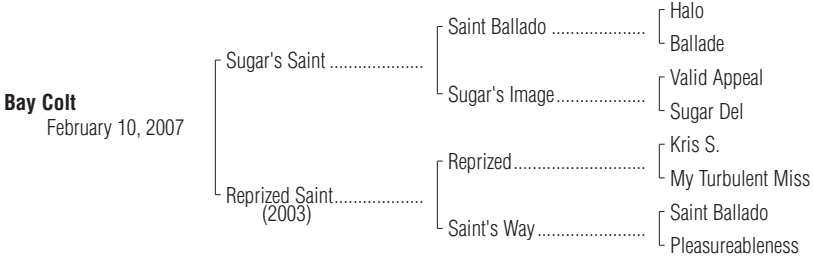 Bay Colt
February 10, 2007
Sugar's Saint ....................
Reprized Saint...................
(2003)
Saint Ballado .....................
Sugar's Image....................
Reprized.............................
Saint's Way ........................
Halo
Ballade
Valid Appeal
Sugar Del
Kris S.
My Turbulent Miss
Saint Ballado
Pleasureableness